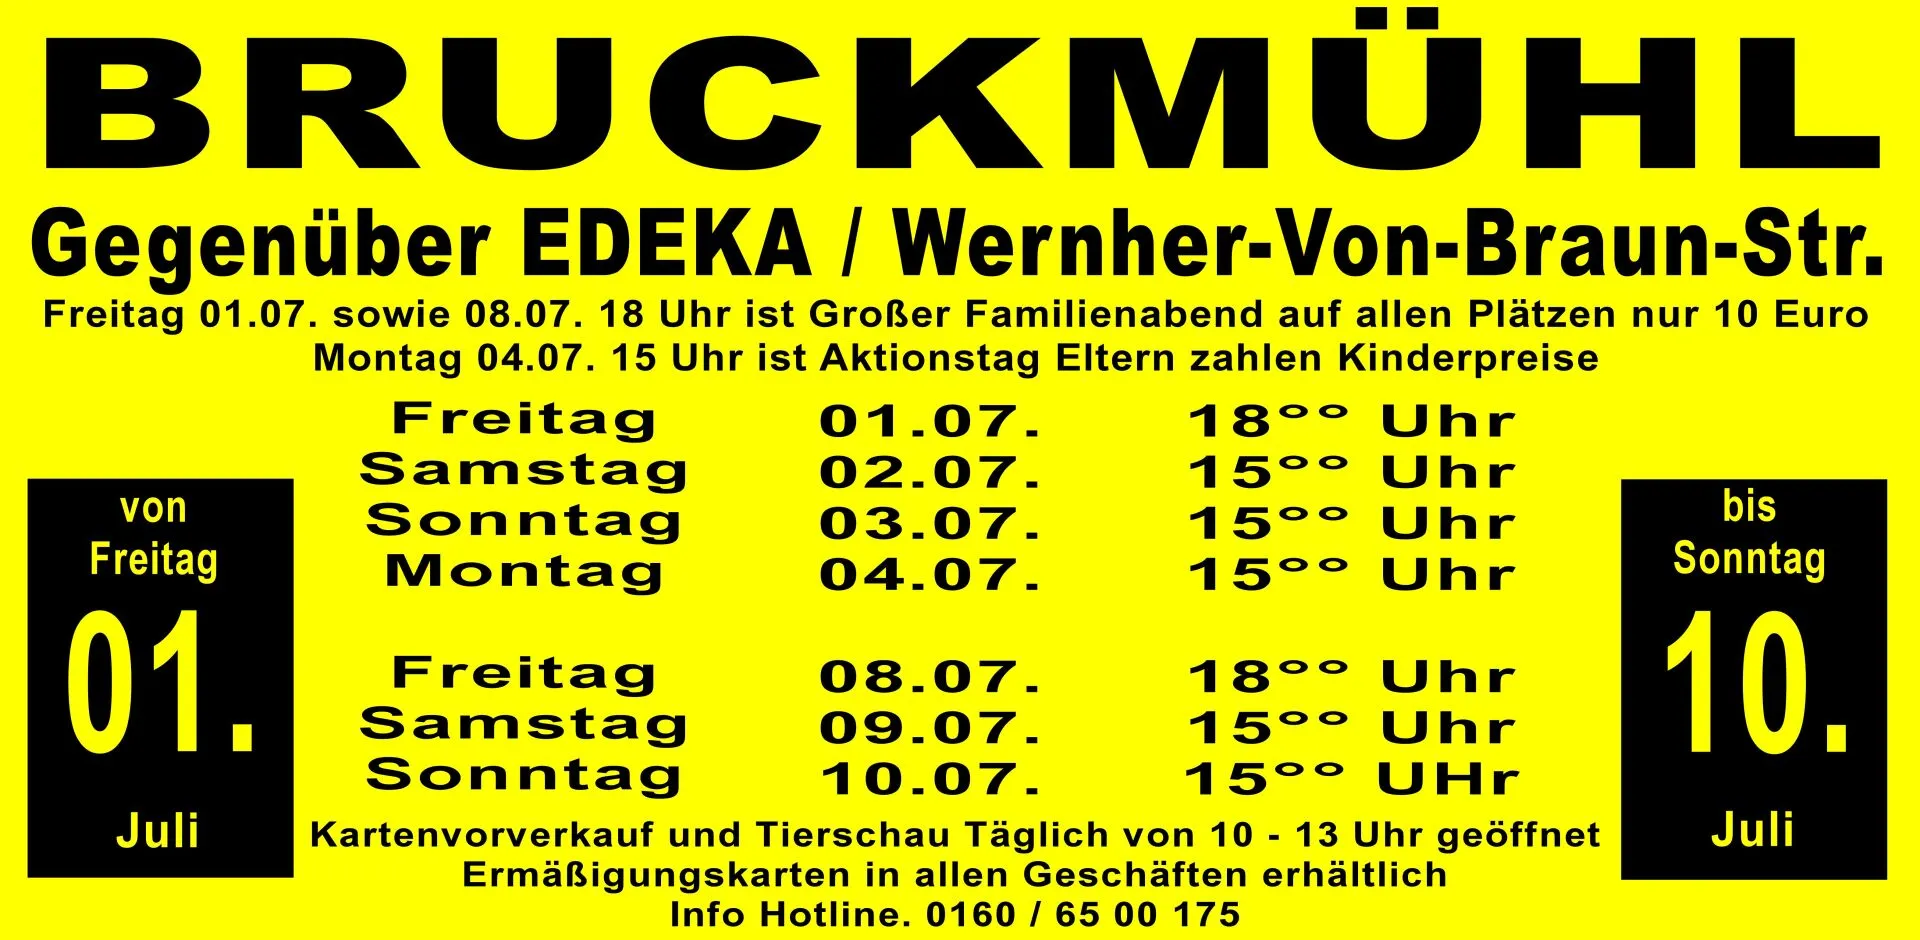 BRUCKMÜHL
Gegenüber EDEKA / Wernher-Von-Braun-Str.
Freitag 01.07. sowie 08.07. 18 Uhr ist Großer Familienabend auf allen Plätzen nur 10 Euro
Montag 04.07. 15 Uhr ist Aktionstag Eltern zahlen Kinderpreise
Freitag 01.07. 18°° Uhr
Samstag 02.07. 15°° Uhr
Sonntag 03.07. 15°° Uhr
Montag 04.07. 15°° Uhr
Freitag 08.07. 18°° Uhr
Samstag 09.07. 15°° Uhr
Sonntag 10.07. 15°° UHr
von
Freitag
01.
Juli
bis
Sonntag
10.
Juli
Kartenvorverkauf und Tierschau Täglich von 10 - 13 Uhr geöffnet
Ermäßigungskarten in allen Geschäften erhältlich
Info Hotline. 0160 / 65 00 175